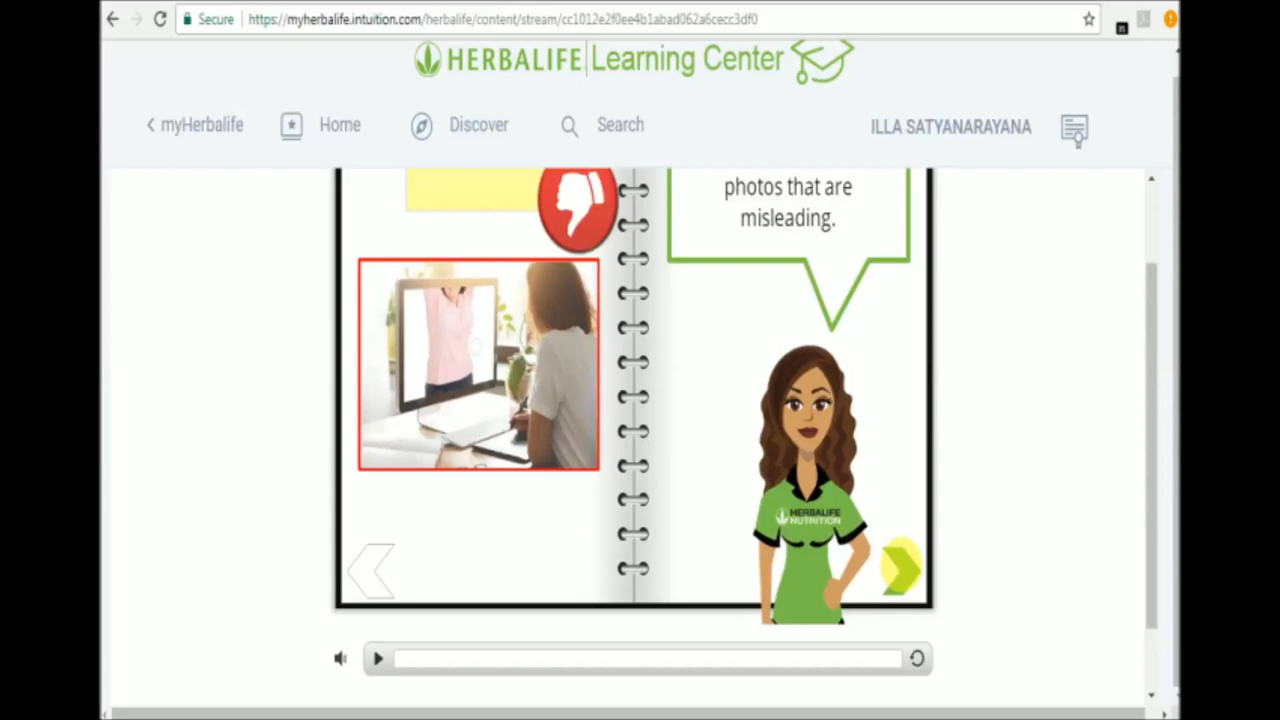 Secure
https://myherbalife.intuition.com/herbalife/content/stream/cc1012e2f0ee4b1abad062a6cecc3df0
HERBALIFE | Learning Center
myHerbalife
Home
Discover
Search
ILLA SATYANARAYANA
photos that are
misleading.
HERBALIFE
NUTRITION